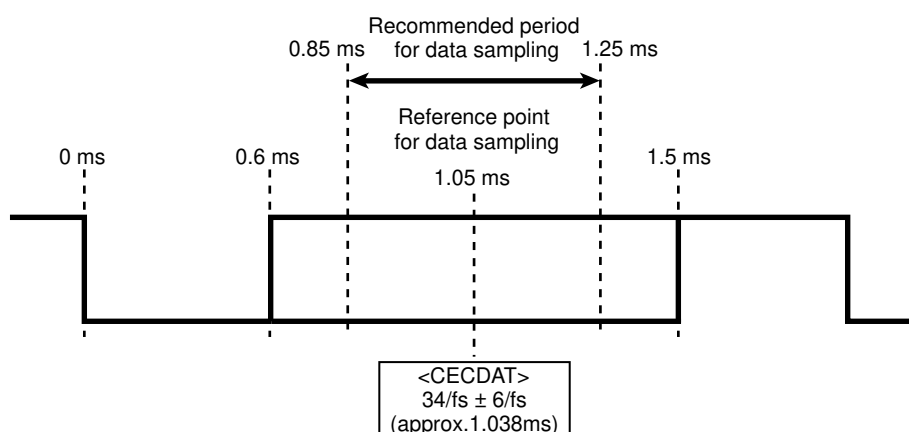 Recommended period
0.85 ms for data sampling 1.25 ms
Reference point
for data sampling
0 ms 0.6 ms 1.05 ms 1.5 ms
<CECDAT>
34/fs ± 6/fs
(approx.1.038ms)